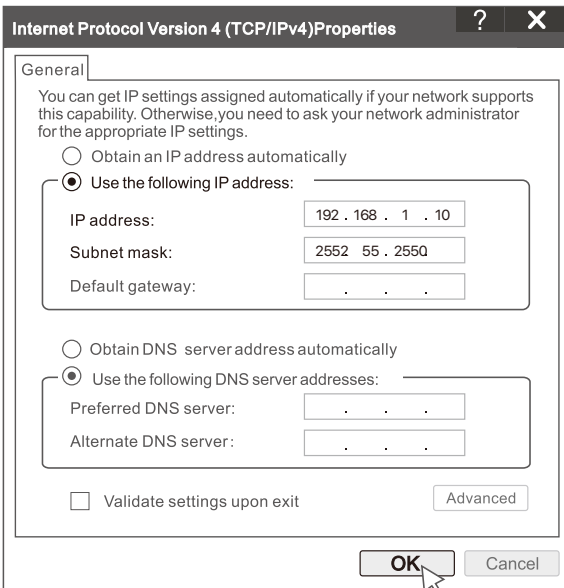 Internet Protocol Version 4 (TCP/IPv4)Properties ? X
General
You can get IP settings assigned automatically if your network supports
this capability. Otherwise,you need to ask your network administrator
for the appropriate IP settings.
Obtain an IP address automatically
Use the following IP address:
IP address: 192 . 168 . 1 . 10
Subnet mask: 2552 55 . 2550
Default gateway: . . .
Obtain DNS server address automatically
Use the following DNS server addresses:
Preferred DNS server: . . .
Alternate DNS server: . . .
Validate settings upon exit Advanced
OK Cancel